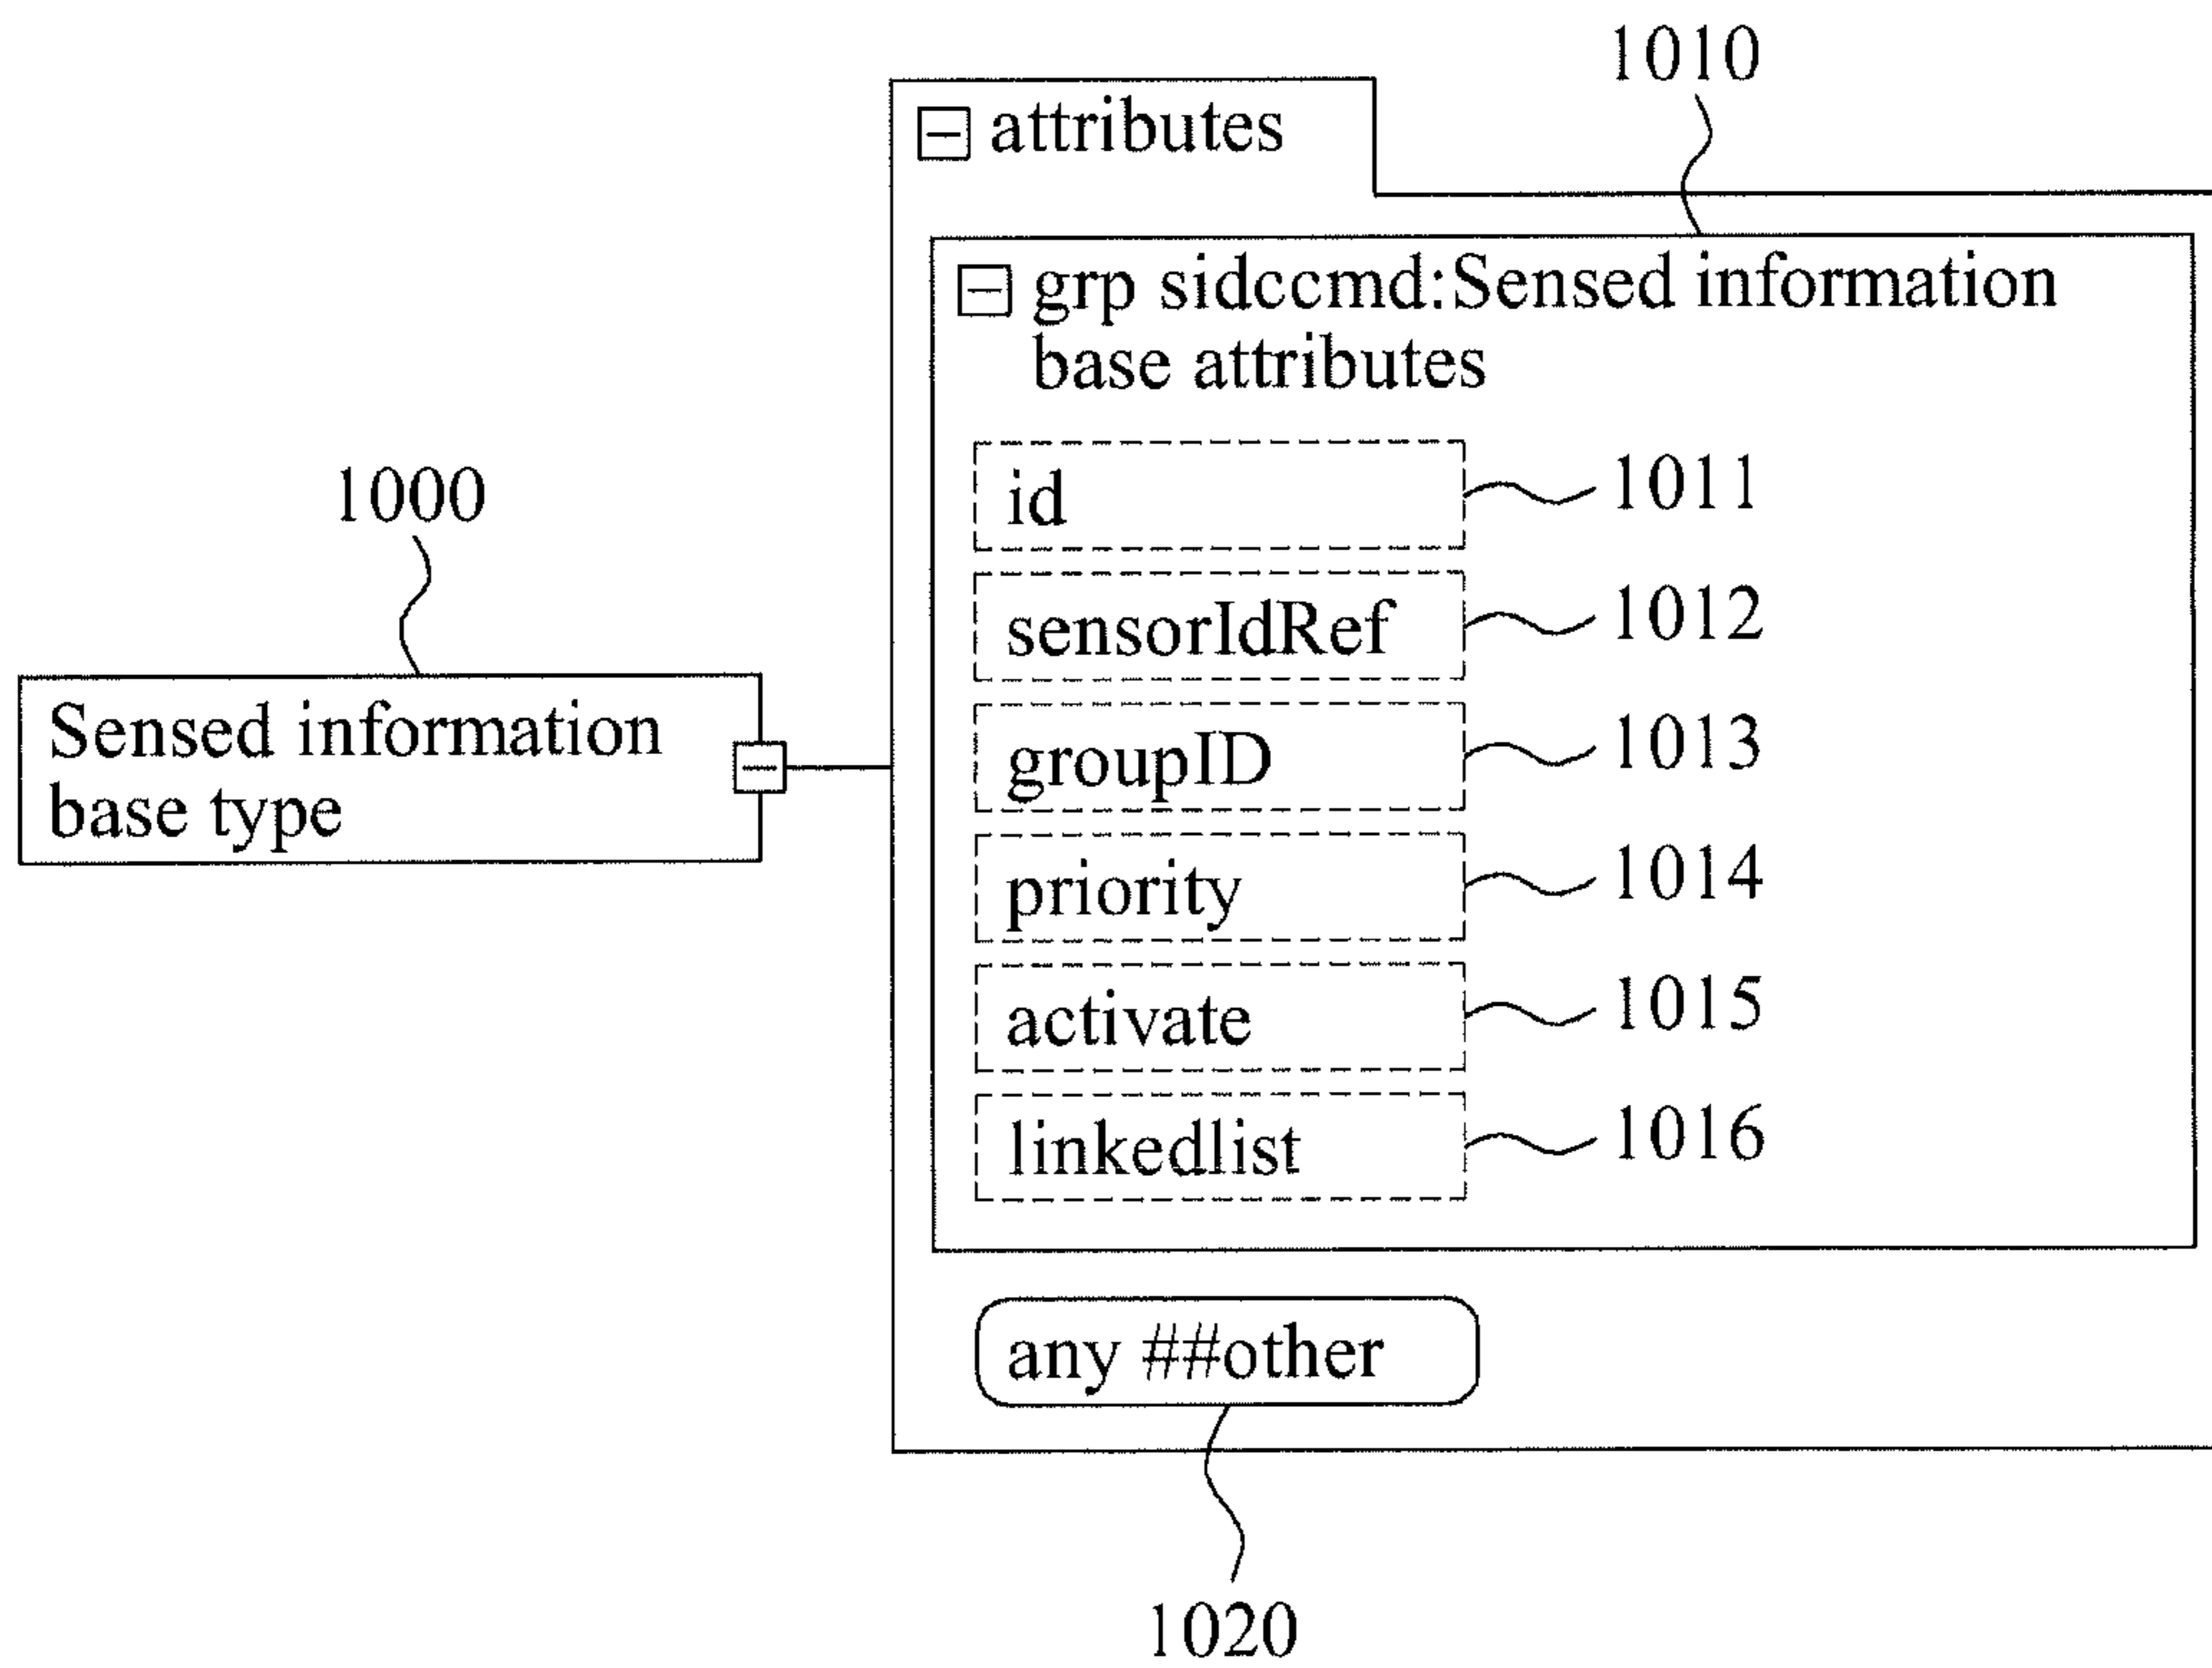 1010
attributes
grp sidccmd:Sensed information
base attributes
1000
Sensed information
base type
id
1011
sensorIdRef
1012
groupID
1013
priority
1014
activate
1015
linkedlist
1016
any ##other
1020